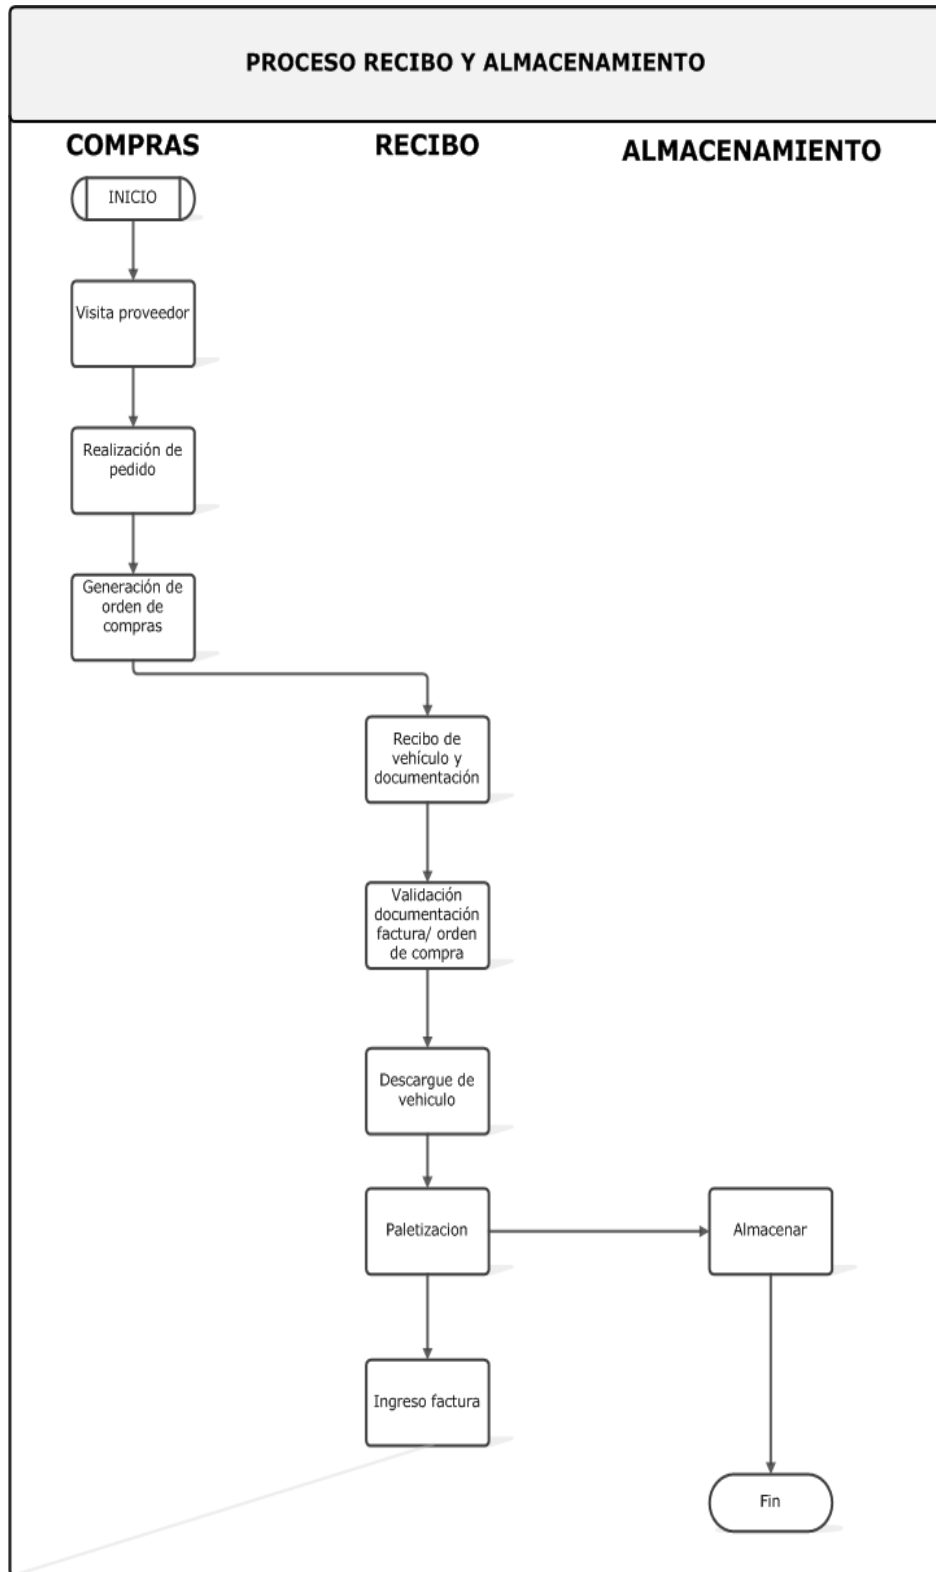 PROCESO RECIBO Y ALMACENAMIENTO
COMPRAS
RECIBO
ALMACENAMIENTO
INICIO
Visita proveedor
Realización de
pedido
Generación de
orden de
compras
Recibo de
vehículo y
documentación
Validación
documentación
factura/ orden
de compra
Descargue de
vehiculo
Paletizacion
Almacenar
Ingreso factura
Fin